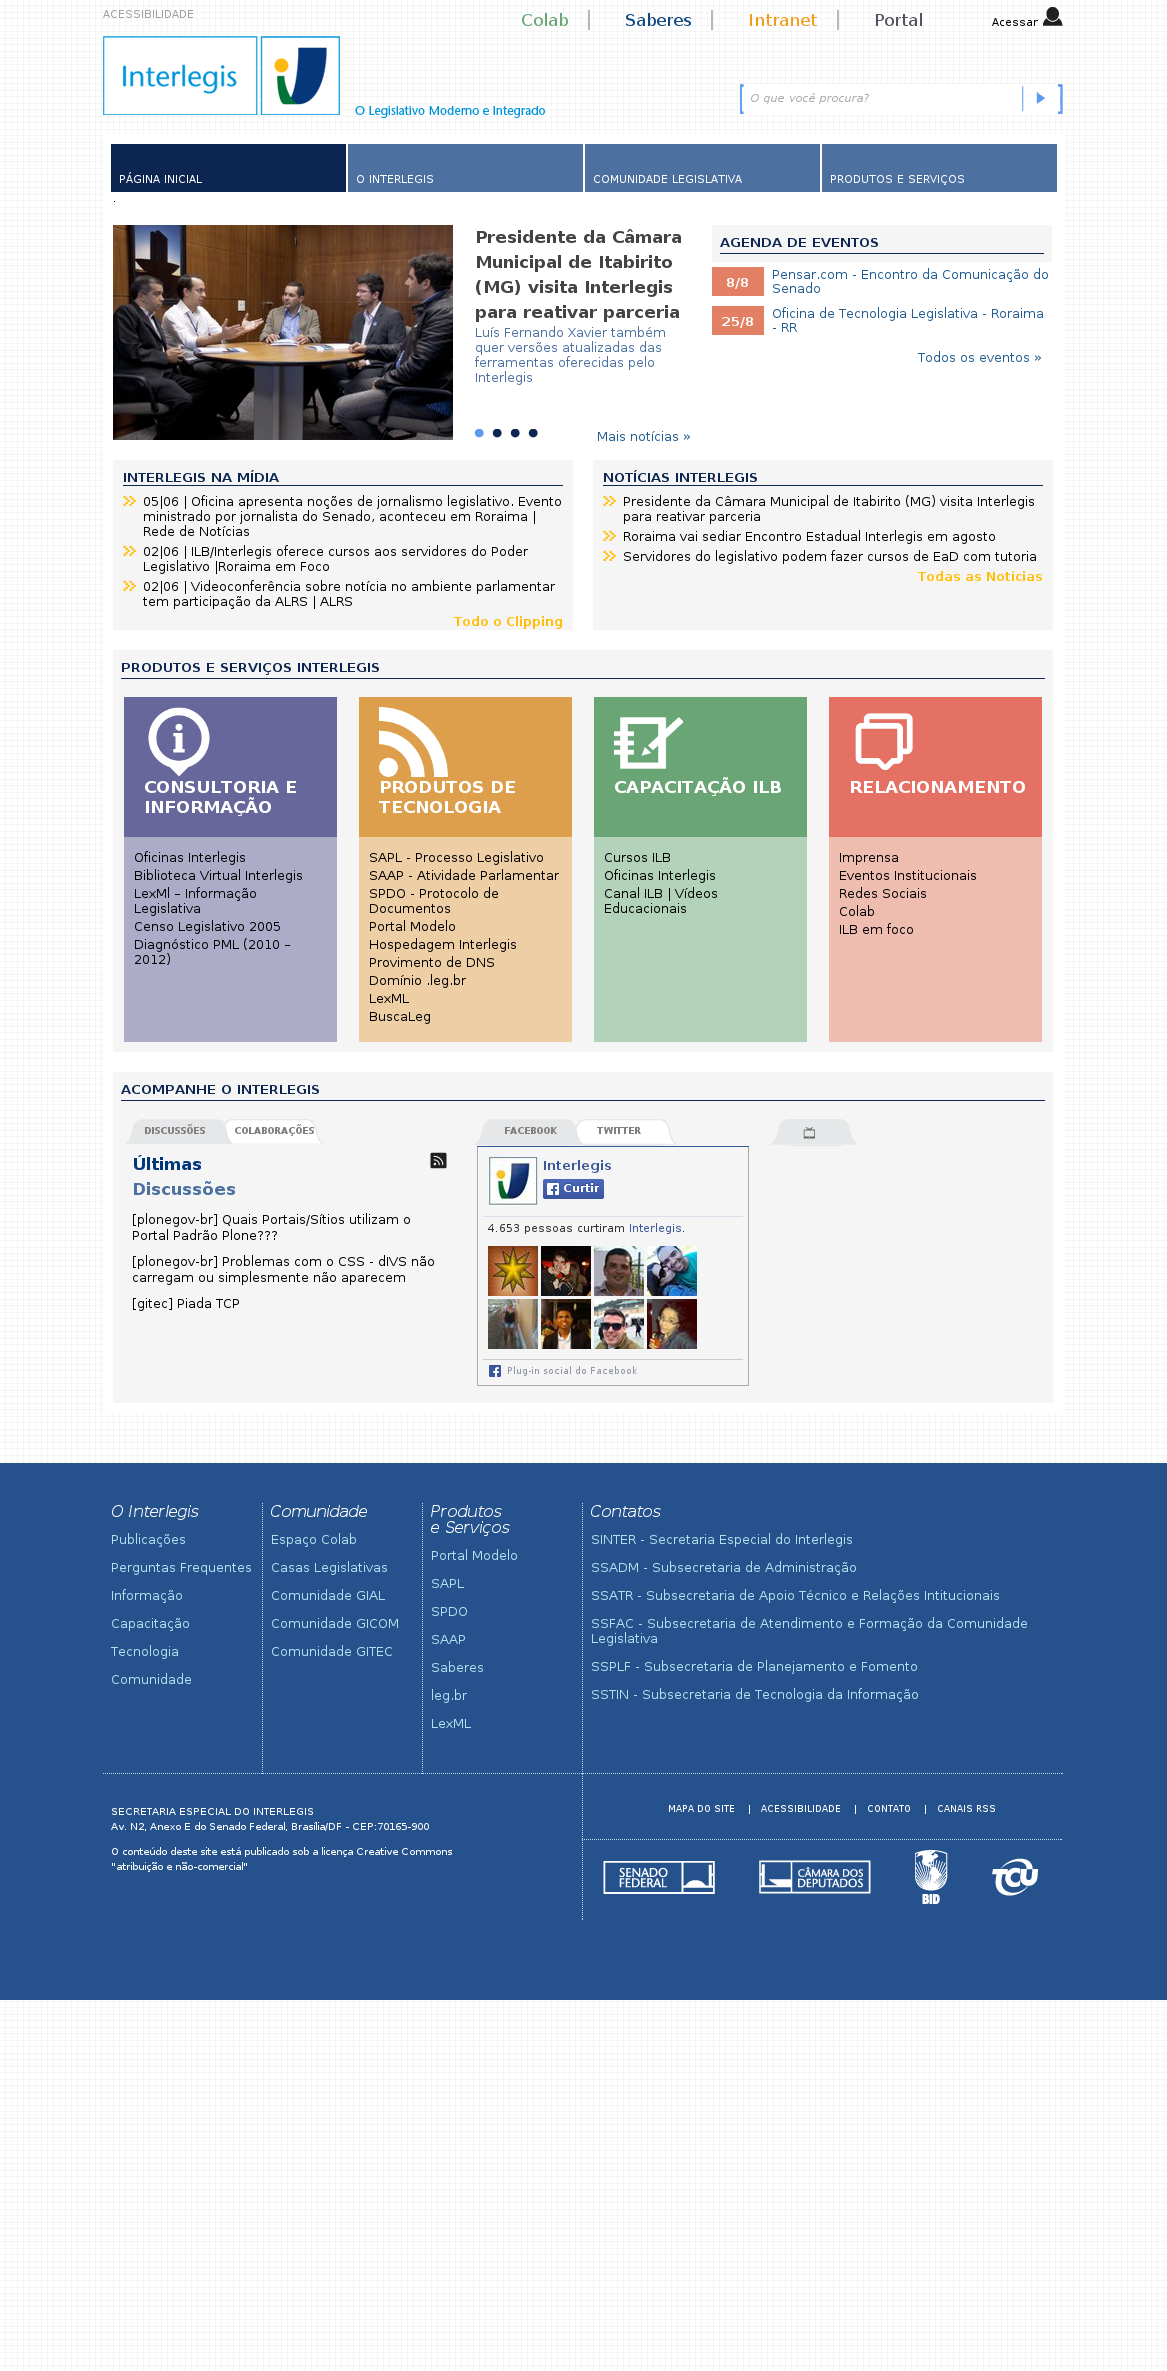 ACESSIBILIDADE
Colab
Saberes
Intranet
Portal
Acessar
Interlegis
O Legislativo Moderno e Integrado
O que você procura?
PÁGINA INICIAL
O INTERLEGIS
COMUNIDADE LEGISLATIVA
PRODUTOS E SERVIÇOS
.
Presidente da Câmara
Municipal de Itabirito
(MG) visita Interlegis
para reativar parceria
Luís Fernando Xavier também
quer versões atualizadas das
ferramentas oferecidas pelo
Interlegis
Mais notícias »
AGENDA DE EVENTOS
8/8
Pensar.com - Encontro da Comunicação do
Senado
25/8
Oficina de Tecnologia Legislativa - Roraima
- RR
Todos os eventos »
INTERLEGIS NA MÍDIA
05|06 | Oficina apresenta noções de jornalismo legislativo. Evento
ministrado por jornalista do Senado, aconteceu em Roraima |
Rede de Notícias
02|06 | ILB/Interlegis oferece cursos aos servidores do Poder
Legislativo |Roraima em Foco
02|06 | Videoconferência sobre notícia no ambiente parlamentar
tem participação da ALRS | ALRS
Todo o Clipping
NOTÍCIAS INTERLEGIS
Presidente da Câmara Municipal de Itabirito (MG) visita Interlegis
para reativar parceria
Roraima vai sediar Encontro Estadual Interlegis em agosto
Servidores do legislativo podem fazer cursos de EaD com tutoria
Todas as Notícias
PRODUTOS E SERVIÇOS INTERLEGIS
CONSULTORIA E
INFORMAÇÃO
Oficinas Interlegis
Biblioteca Virtual Interlegis
LexMl – Informação
Legislativa
Censo Legislativo 2005
Diagnóstico PML (2010 –
2012)
PRODUTOS DE
TECNOLOGIA
SAPL - Processo Legislativo
SAAP - Atividade Parlamentar
SPDO - Protocolo de
Documentos
Portal Modelo
Hospedagem Interlegis
Provimento de DNS
Domínio .leg.br
LexML
BuscaLeg
CAPACITAÇÃO ILB
Cursos ILB
Oficinas Interlegis
Canal ILB | Vídeos
Educacionais
RELACIONAMENTO
Imprensa
Eventos Institucionais
Redes Sociais
Colab
ILB em foco
ACOMPANHE O INTERLEGIS
DISCUSSÕES
COLABORAÇÕES
Últimas
Discussões
[plonegov-br] Quais Portais/Sítios utilizam o
Portal Padrão Plone???
[plonegov-br] Problemas com o CSS - dIVS não
carregam ou simplesmente não aparecem
[gitec] Piada TCP
FACEBOOK
TWITTER
Interlegis
Curtir
4.653 pessoas curtiram Interlegis.
Plug-in social do Facebook
O Interlegis
Publicações
Perguntas Frequentes
Informação
Capacitação
Tecnologia
Comunidade
Comunidade
Espaço Colab
Casas Legislativas
Comunidade GIAL
Comunidade GICOM
Comunidade GITEC
Produtos
e Serviços
Portal Modelo
SAPL
SPDO
SAAP
Saberes
leg.br
LexML
Contatos
SINTER - Secretaria Especial do Interlegis
SSADM - Subsecretaria de Administração
SSATR - Subsecretaria de Apoio Técnico e Relações Intitucionais
SSFAC - Subsecretaria de Atendimento e Formação da Comunidade
Legislativa
SSPLF - Subsecretaria de Planejamento e Fomento
SSTIN - Subsecretaria de Tecnologia da Informação
SECRETARIA ESPECIAL DO INTERLEGIS
Av. N2, Anexo E do Senado Federal, Brasília/DF - CEP:70165-900
O conteúdo deste site está publicado sob a licença Creative Commons
"atribuição e não-comercial"
MAPA DO SITE | ACESSIBILIDADE | CONTATO | CANAIS RSS
SENADO
FEDERAL
CÂMARA DOS
DEPUTADOS
BID
TCU